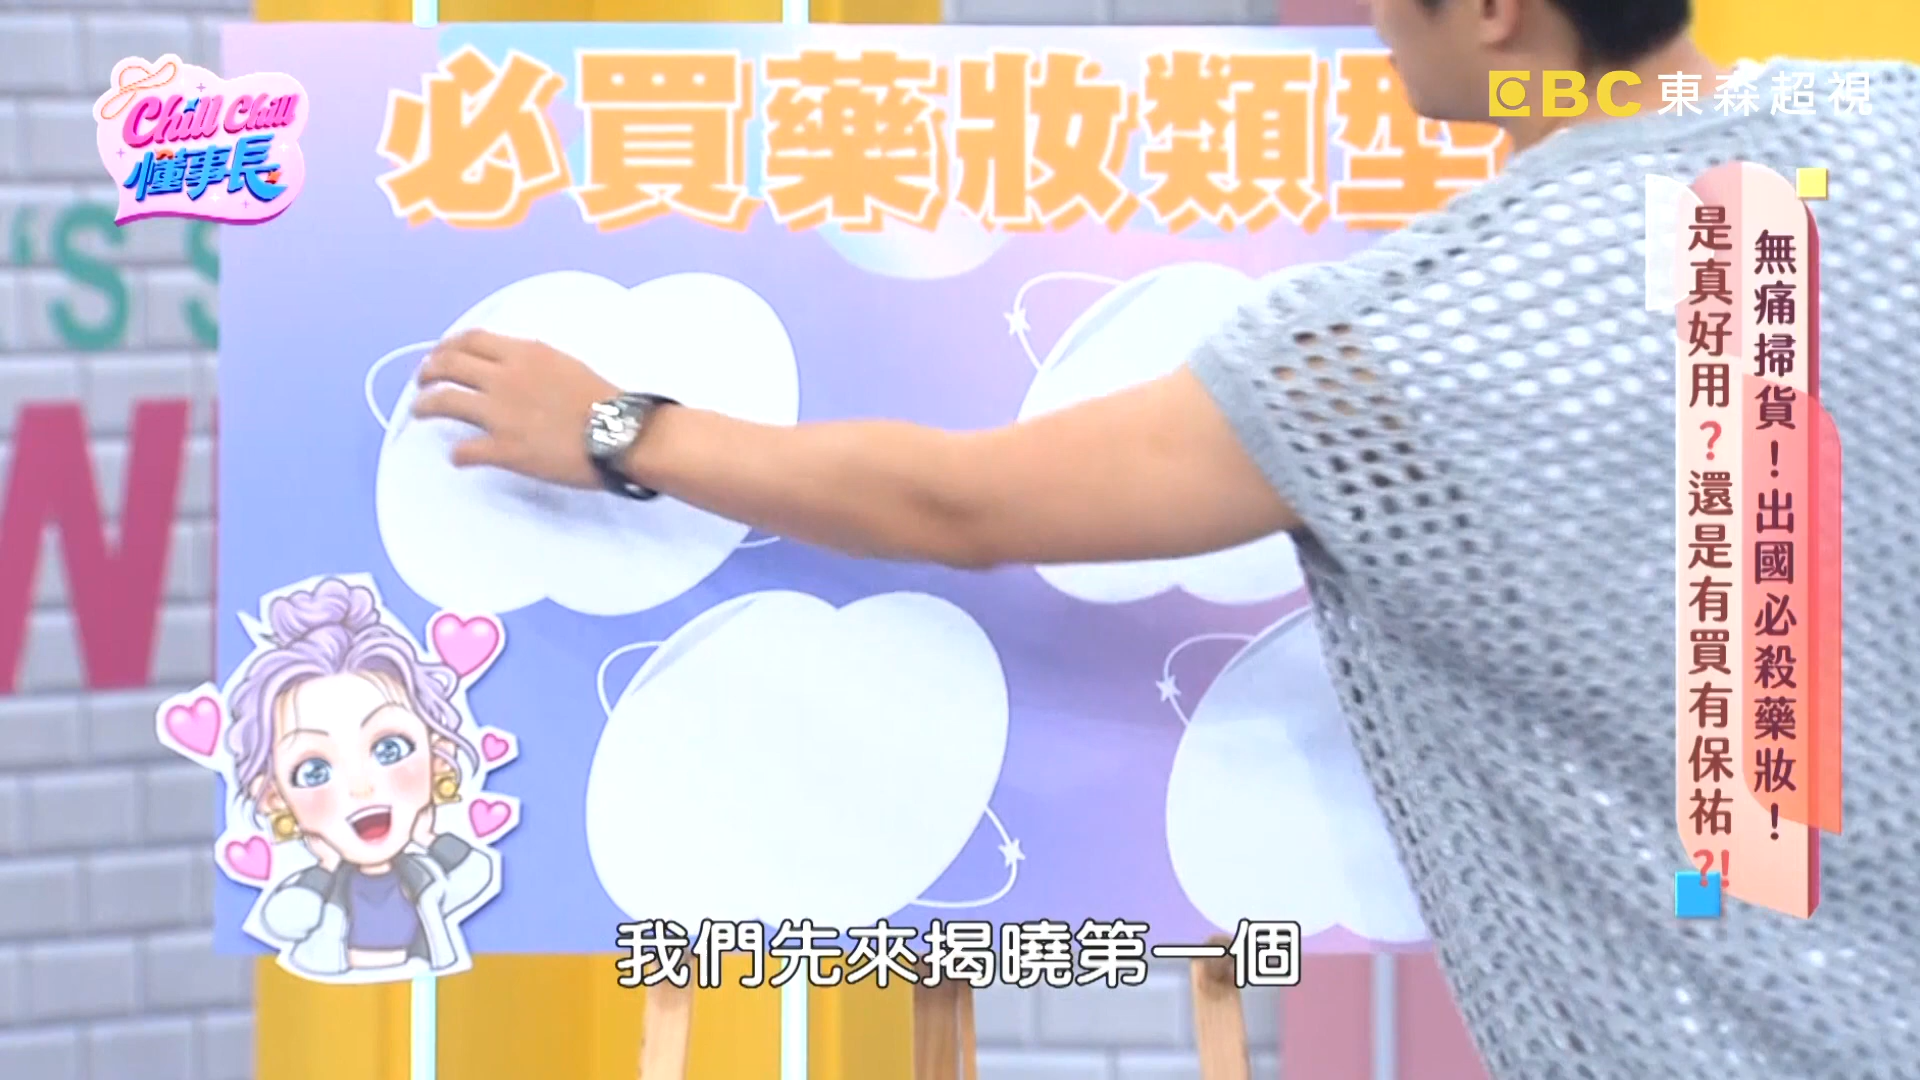 Chill Chill
懂事長
必買藥妝類型
EBC 東森超視
無痛掃貨！出國必殺藥妝！
是真好用？還是有買有保祐?!
'S S
W
我們先來揭曉第一個